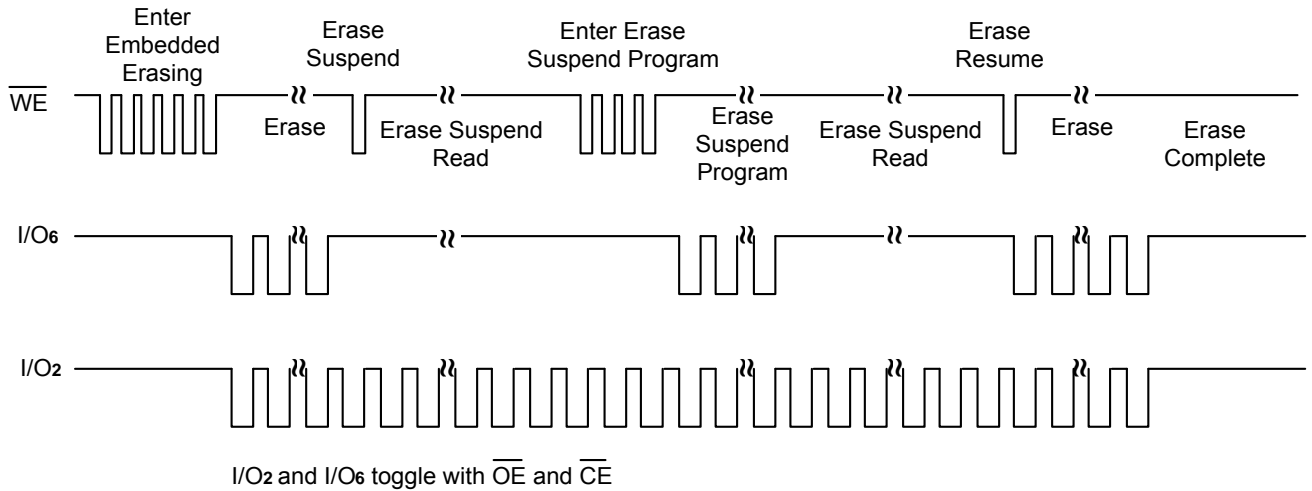 Enter
Embedded
Erasing
Erase
Suspend
Enter Erase
Suspend Program
Erase
Resume
WE
Erase
Erase Suspend
Read
Erase
Suspend
Program
Erase Suspend
Read
Erase
Erase
Complete
I/O6
I/O2
I/O2 and I/O6 toggle with OE and CE